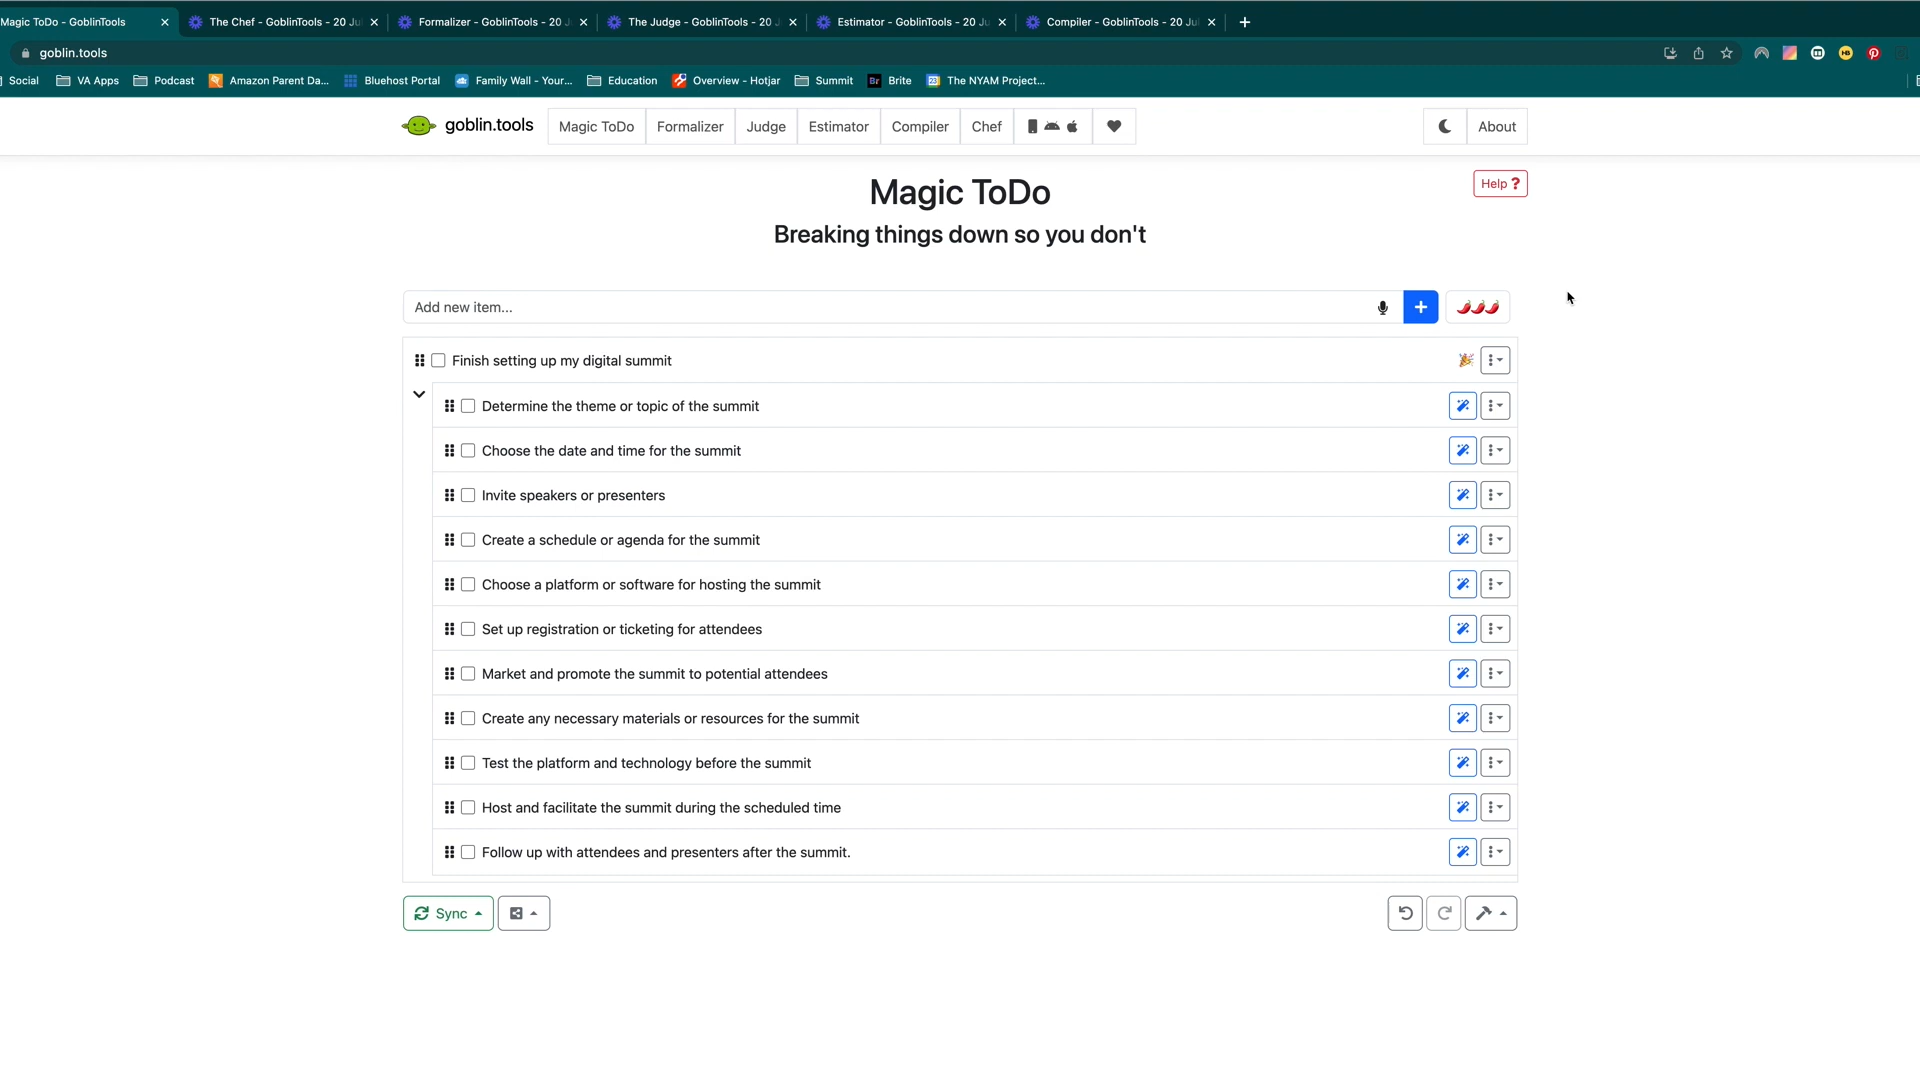 Magic ToDo - GoblinTools
The Chef - GoblinTools - 20 Ju
Formalizer - GoblinTools - 20 J
The Judge - GoblinTools - 20 J
Estimator - GoblinTools - 20 Ju
Compiler - GoblinTools - 20 Jul
goblin.tools
Social VA Apps Podcast Amazon Parent Da... Bluehost Portal Family Wall - Your... Education Overview - Hotjar Summit Br Brite 23 The NYAM Project...
goblin.tools Magic ToDo Formalizer Judge Estimator Compiler Chef About
Magic ToDo
Help ?
Breaking things down so you don't
Add new item...
Finish setting up my digital summit
Determine the theme or topic of the summit
Choose the date and time for the summit
Invite speakers or presenters
Create a schedule or agenda for the summit
Choose a platform or software for hosting the summit
Set up registration or ticketing for attendees
Market and promote the summit to potential attendees
Create any necessary materials or resources for the summit
Test the platform and technology before the summit
Host and facilitate the summit during the scheduled time
Follow up with attendees and presenters after the summit.
Sync